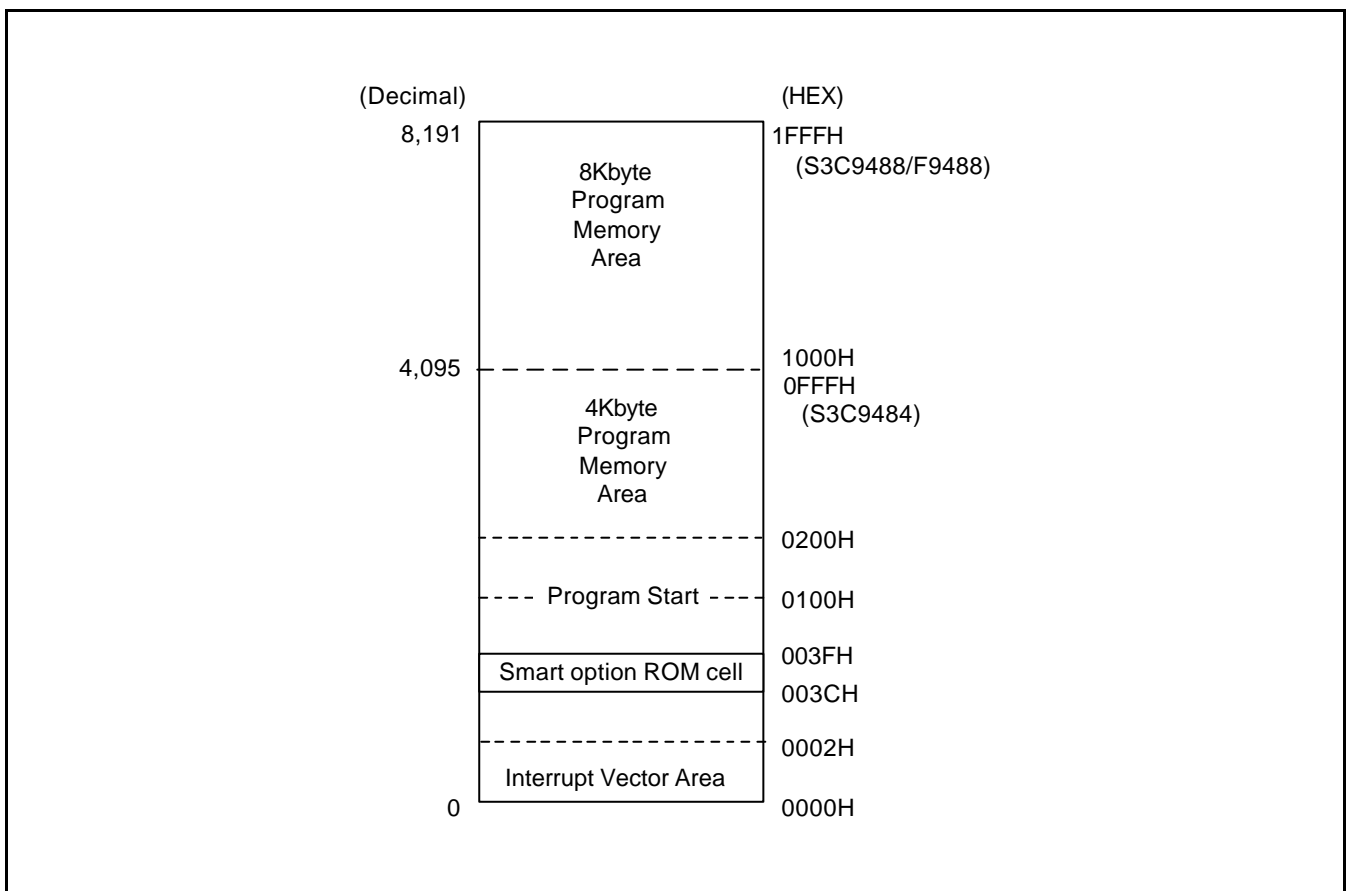 (Decimal)
(HEX)
8,191
1FFFH
(S3C9488/F9488)
8Kbyte
Program
Memory
Area
4,095
1000H
0FFFH
(S3C9484)
4Kbyte
Program
Memory
Area
0200H
Program Start
0100H
003FH
Smart option ROM cell
003CH
0002H
Interrupt Vector Area
0
0000H